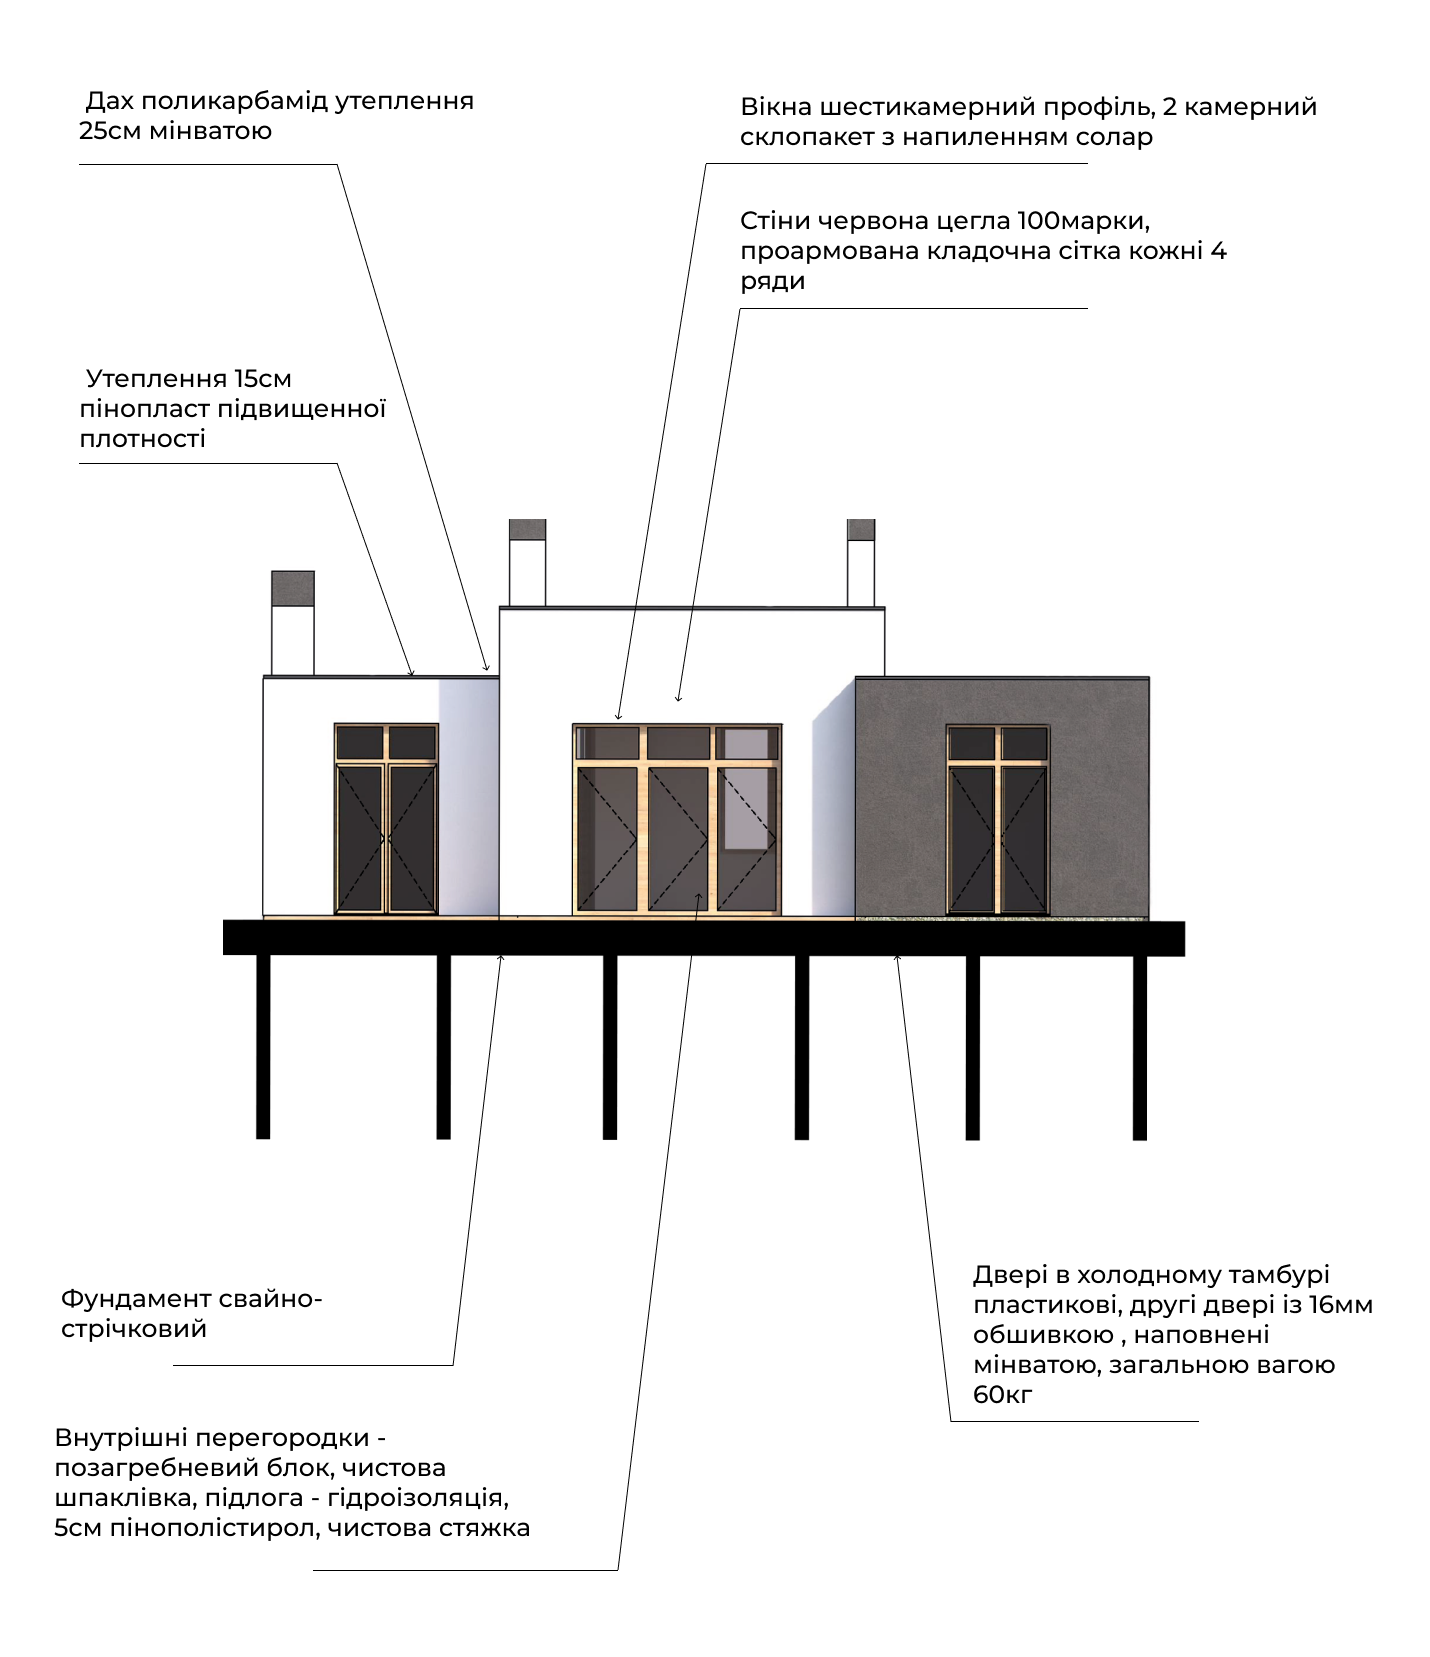 Дах поликарбамід утеплення
25см мінватою
Вікна шестикамерний профіль, 2 камерний
склопакет з напиленням солар
Стіни червона цегла 100марки,
проармована кладочна сітка кожні 4
ряди
Утеплення 15см
пінопласт підвищенної
плотності
Фундамент свайно-
стрічковий
Двері в холодному тамбурі
пластикові, другі двері із 16мм
обшивкою , наповнені
мінватою, загальною вагою
60кг
Внутрішні перегородки -
позагребневий блок, чистова
шпаклівка, підлога - гідроізоляція,
5см пінополістирол, чистова стяжка